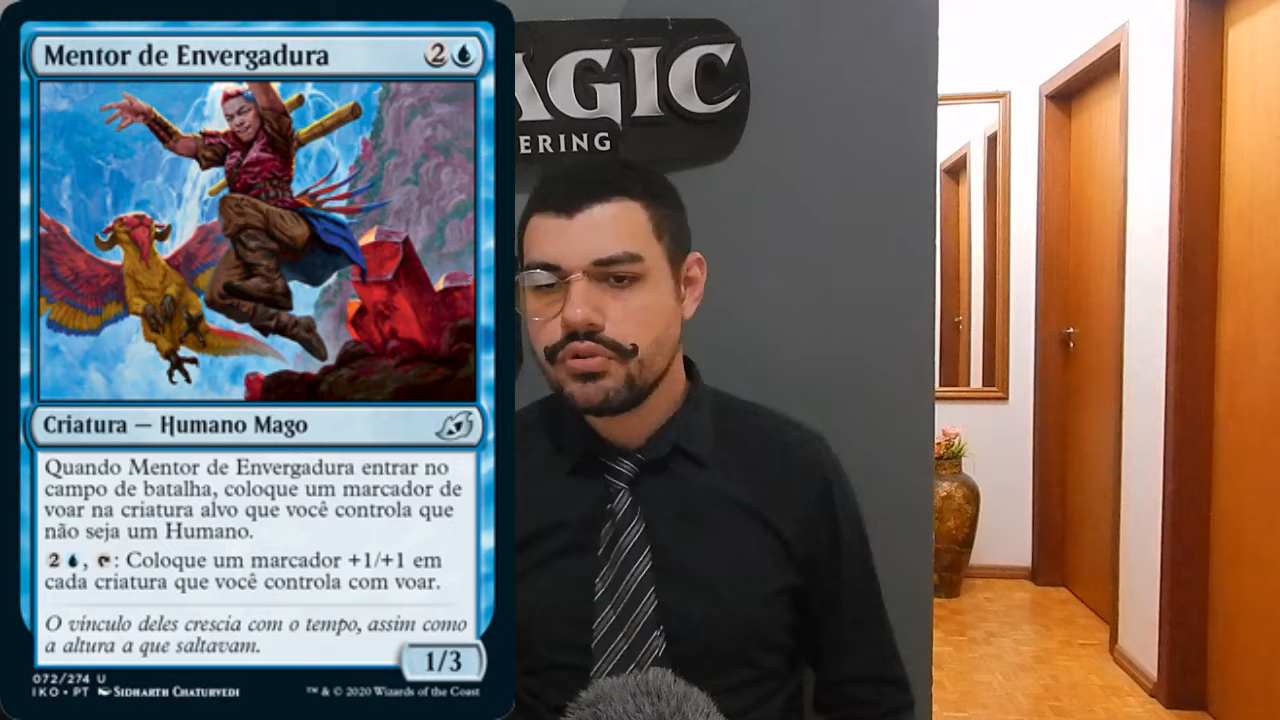 Mentor de Envergadura 2
Criatura — Humano Mago
Quando Mentor de Envergadura entrar no
campo de batalha, coloque um marcador de
voar na criatura alvo que você controla que
não seja um Humano.
2 , : Coloque um marcador +1/+1 em
cada criatura que você controla com voar.
O vínculo deles crescia com o tempo, assim como
a altura a que saltavam.
1/3
072/274 U
IKO • PT SIDHARTH CHATURVEDI
™ & © 2020 Wizards of the Coast
AGIC
ERING